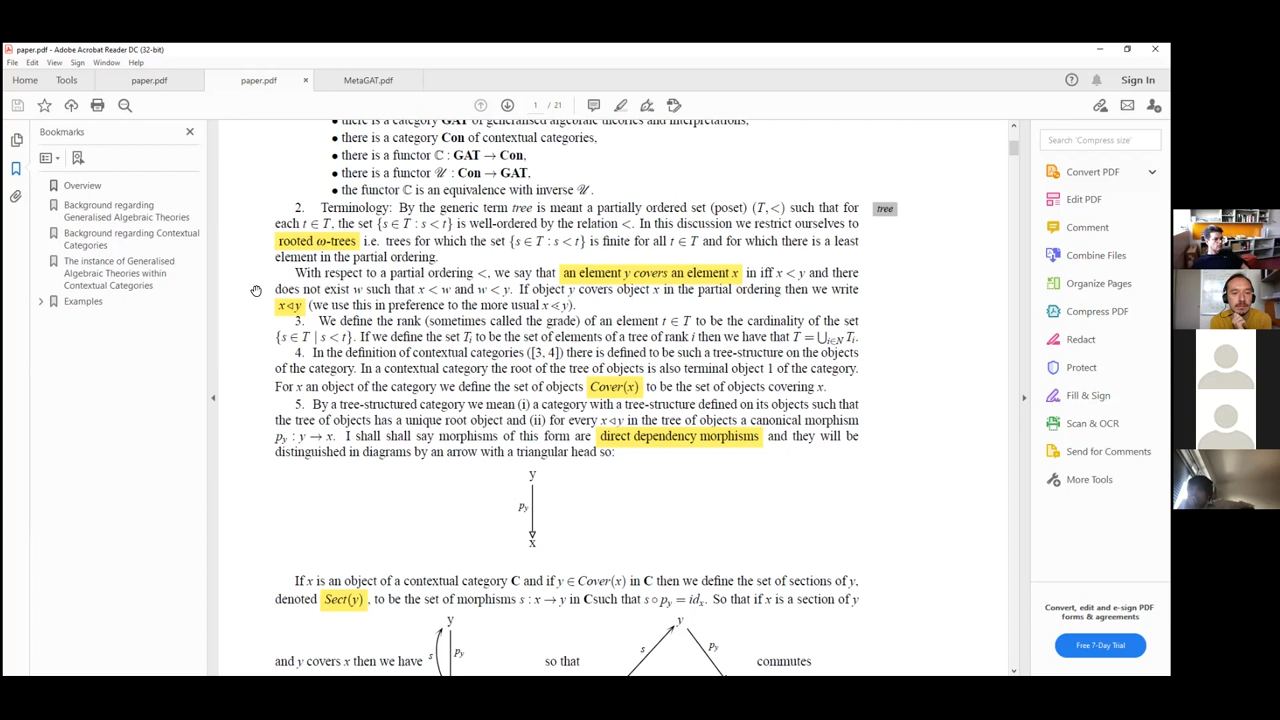 paper.pdf - Adobe Acrobat Reader DC (32-bit)
File Edit View Sign Window Help
Home Tools paper.pdf paper.pdf × MetaGAT.pdf Sign In
1 / 21
Bookmarks
Overview
Background regarding
Generalised Algebraic Theories
Background regarding Contextual
Categories
The instance of Generalised
Algebraic Theories within
Contextual Categories
Examples
• there is a category GAT of generalised algebraic theories and interpretations,
• there is a category Con of contextual categories,
• there is a functor ℂ : GAT → Con,
• there is a functor 𝒰 : Con → GAT,
• the functor ℂ is an equivalence with inverse 𝒰.
2. Terminology: By the generic term tree is meant a partially ordered set (poset) (T,<) such that for
each t ∈ T, the set {s ∈ T : s < t} is well-ordered by the relation <. In this discussion we restrict ourselves to
rooted ω-trees i.e. trees for which the set {s ∈ T : s < t} is finite for all t ∈ T and for which there is a least
element in the partial ordering.
With respect to a partial ordering <, we say that an element y covers an element x in iff x < y and there
does not exist w such that x < w and w < y. If object y covers object x in the partial ordering then we write
x ⊲ y (we use this in preference to the more usual x ⋖ y).
3. We define the rank (sometimes called the grade) of an element t ∈ T to be the cardinality of the set
{s ∈ T | s < t}. If we define the set Ti to be the set of elements of a tree of rank i then we have that T = ⋃i∈N Ti.
4. In the definition of contextual categories ([3, 4]) there is defined to be such a tree-structure on the objects
of the category. In a contextual category the root of the tree of objects is also terminal object 1 of the category.
For x an object of the category we define the set of objects Cover(x) to be the set of objects covering x.
5. By a tree-structured category we mean (i) a category with a tree-structure defined on its objects such that
the tree of objects has a unique root object and (ii) for every x ⊲ y in the tree of objects a canonical morphism
py : y → x. I shall shall say morphisms of this form are direct dependency morphisms and they will be
distinguished in diagrams by an arrow with a triangular head so:
y
py
x
If x is an object of a contextual category C and if y ∈ Cover(x) in C then we define the set of sections of y,
denoted Sect(y), to be the set of morphisms s : x → y in Csuch that s ∘ py = idx. So that if x is a section of y
y y
s py s py
and y covers x then we have so that commutes
tree
Search 'Compress size'
Convert PDF
Edit PDF
Comment
Combine Files
Organize Pages
Export PDF
Redact
Protect
Fill & Sign
Scan & OCR
Send for Comments
More Tools
Convert, edit and e-sign PDF
forms & agreements
Free 7-Day Trial